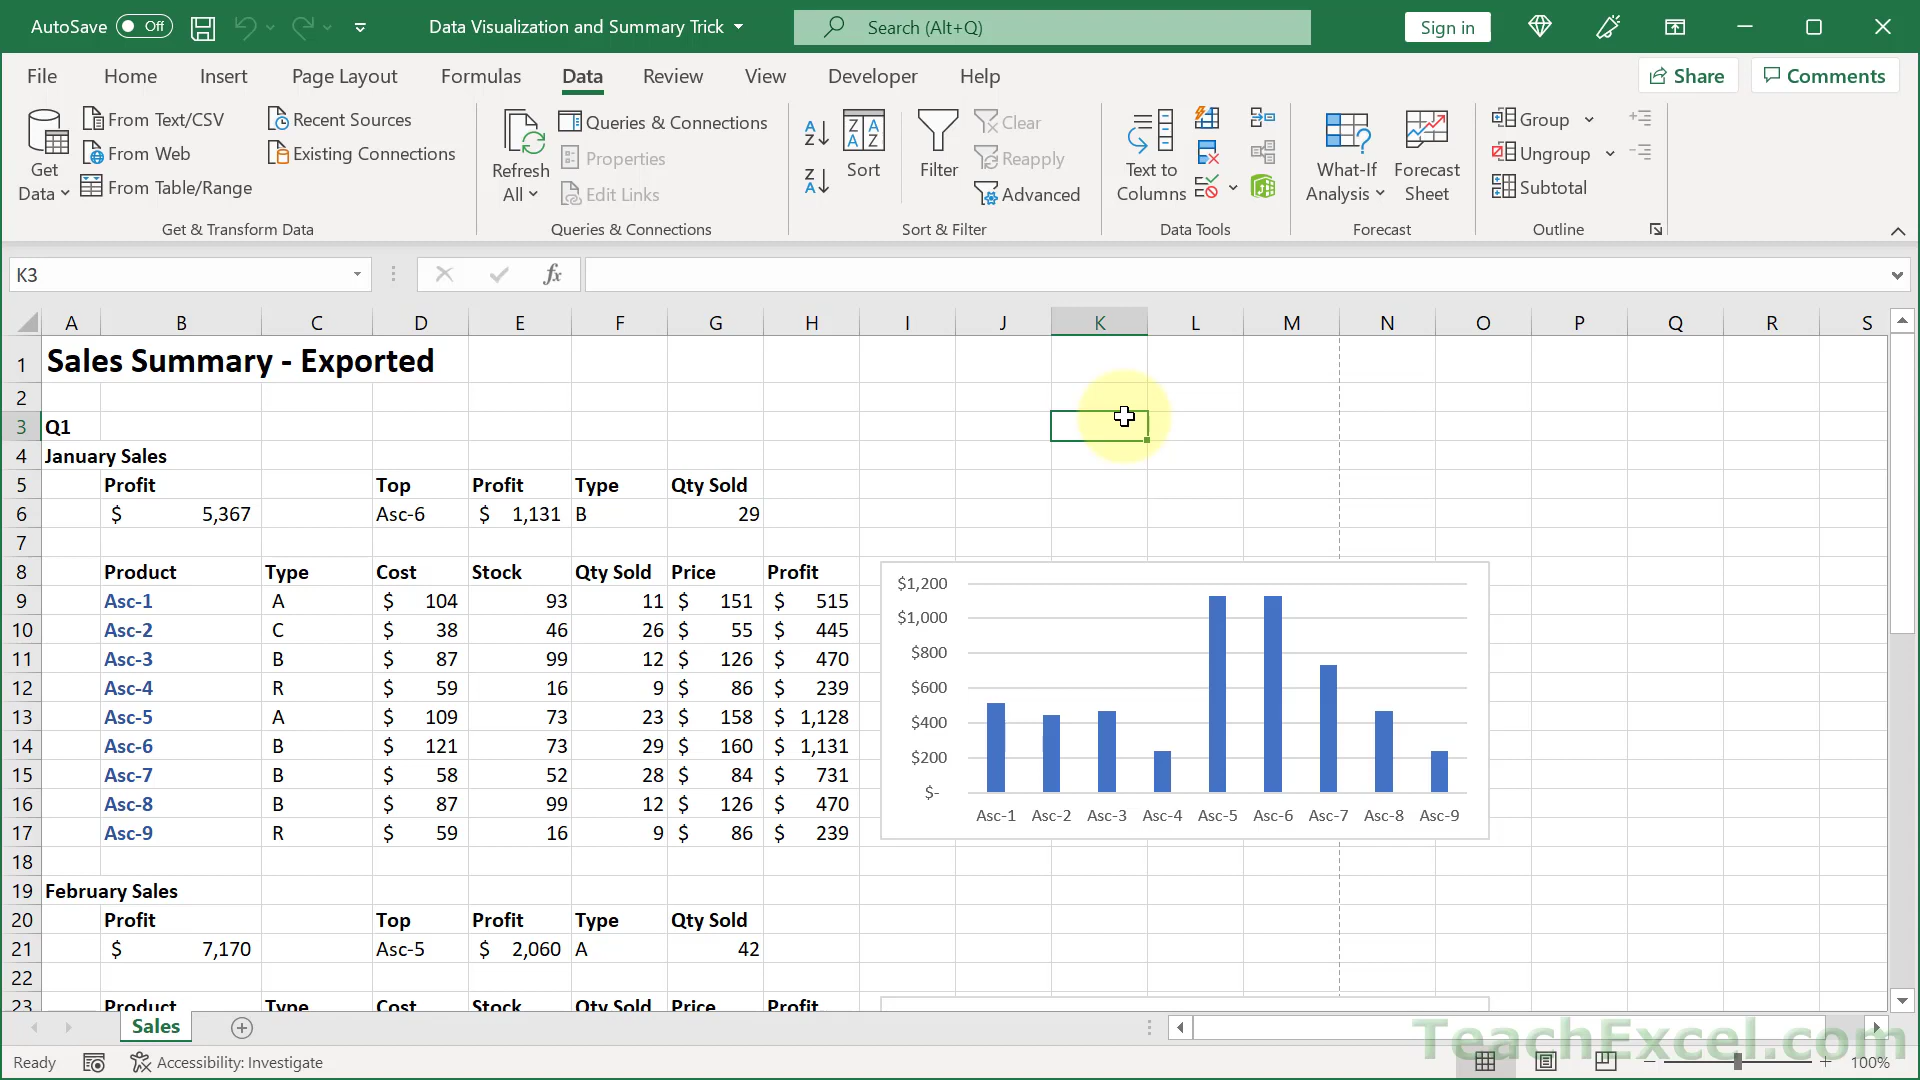 AutoSave Off Data Visualization and Summary Trick Search (Alt+Q) Sign in
File Home Insert Page Layout Formulas Data Review View Developer Help Share Comments
Get Data
From Text/CSV
From Web
From Table/Range
Recent Sources
Existing Connections
Get & Transform Data
Refresh All
Queries & Connections
Properties
Edit Links
Queries & Connections
Sort
Filter
Clear
Reapply
Advanced
Sort & Filter
Text to Columns
Data Tools
What-If Analysis
Forecast Sheet
Forecast
Group
Ungroup
Subtotal
Outline
K3 fx
A B C D E F G H I J K L M N O P Q R S
1 Sales Summary - Exported
2
3 Q1
4 January Sales
5 Profit Top Profit Type Qty Sold
6 $ 5,367 Asc-6 $ 1,131 B 29
7
8 Product Type Cost Stock Qty Sold Price Profit
9 Asc-1 A $ 104 93 11 $ 151 $ 515
10 Asc-2 C $ 38 46 26 $ 55 $ 445
11 Asc-3 B $ 87 99 12 $ 126 $ 470
12 Asc-4 R $ 59 16 9 $ 86 $ 239
13 Asc-5 A $ 109 73 23 $ 158 $ 1,128
14 Asc-6 B $ 121 73 29 $ 160 $ 1,131
15 Asc-7 B $ 58 52 28 $ 84 $ 731
16 Asc-8 B $ 87 99 12 $ 126 $ 470
17 Asc-9 R $ 59 16 9 $ 86 $ 239
18
$1,200
$1,000
$800
$600
$400
$200
$-
Asc-1 Asc-2 Asc-3 Asc-4 Asc-5 Asc-6 Asc-7 Asc-8 Asc-9
19 February Sales
20 Profit Top Profit Type Qty Sold
21 $ 7,170 Asc-5 $ 2,060 A 42
22
23 Product Type Cost Stock Qty Sold Price Profit
Sales
TeachExcel.com
Ready Accessibility: Investigate 100%